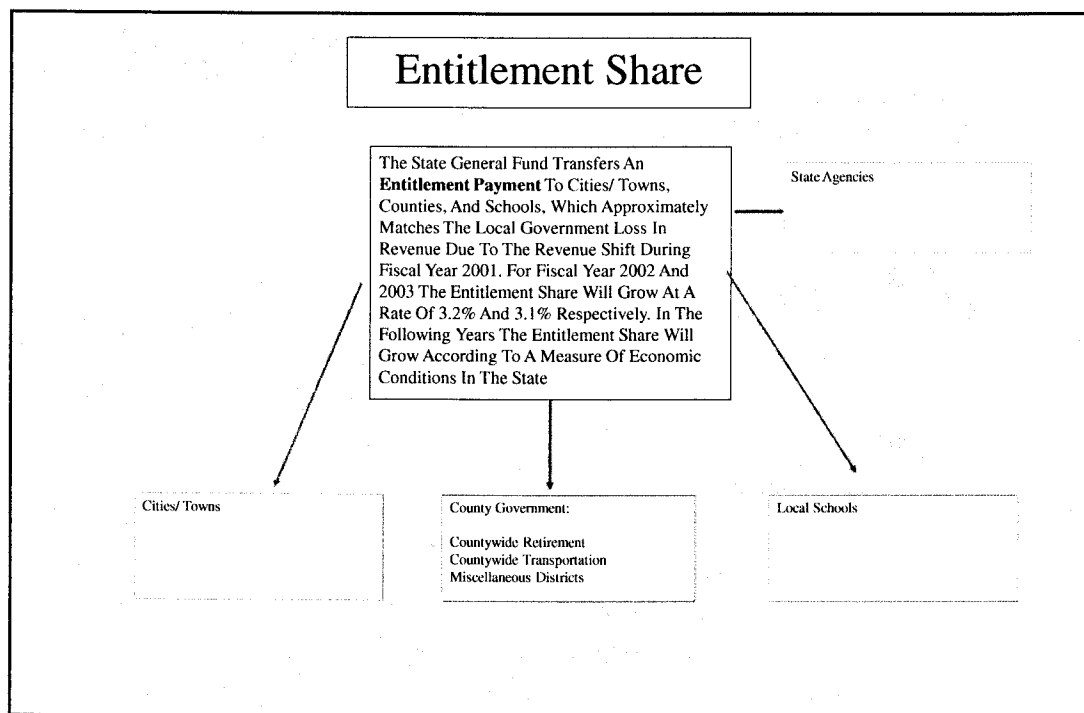 Entitlement Share
The State General Fund Transfers An
Entitlement Payment To Cities/ Towns,
Counties, And Schools, Which Approximately
Matches The Local Government Loss In
Revenue Due To The Revenue Shift During
Fiscal Year 2001. For Fiscal Year 2002 And
2003 The Entitlement Share Will Grow At A
Rate Of 3.2% And 3.1% Respectively. In The
Following Years The Entitlement Share Will
Grow According To A Measure Of Economic
Conditions In The State
State Agencies
Cities/ Towns
County Government:
Countywide Retirement
Countywide Transportation
Miscellaneous Districts
Local Schools